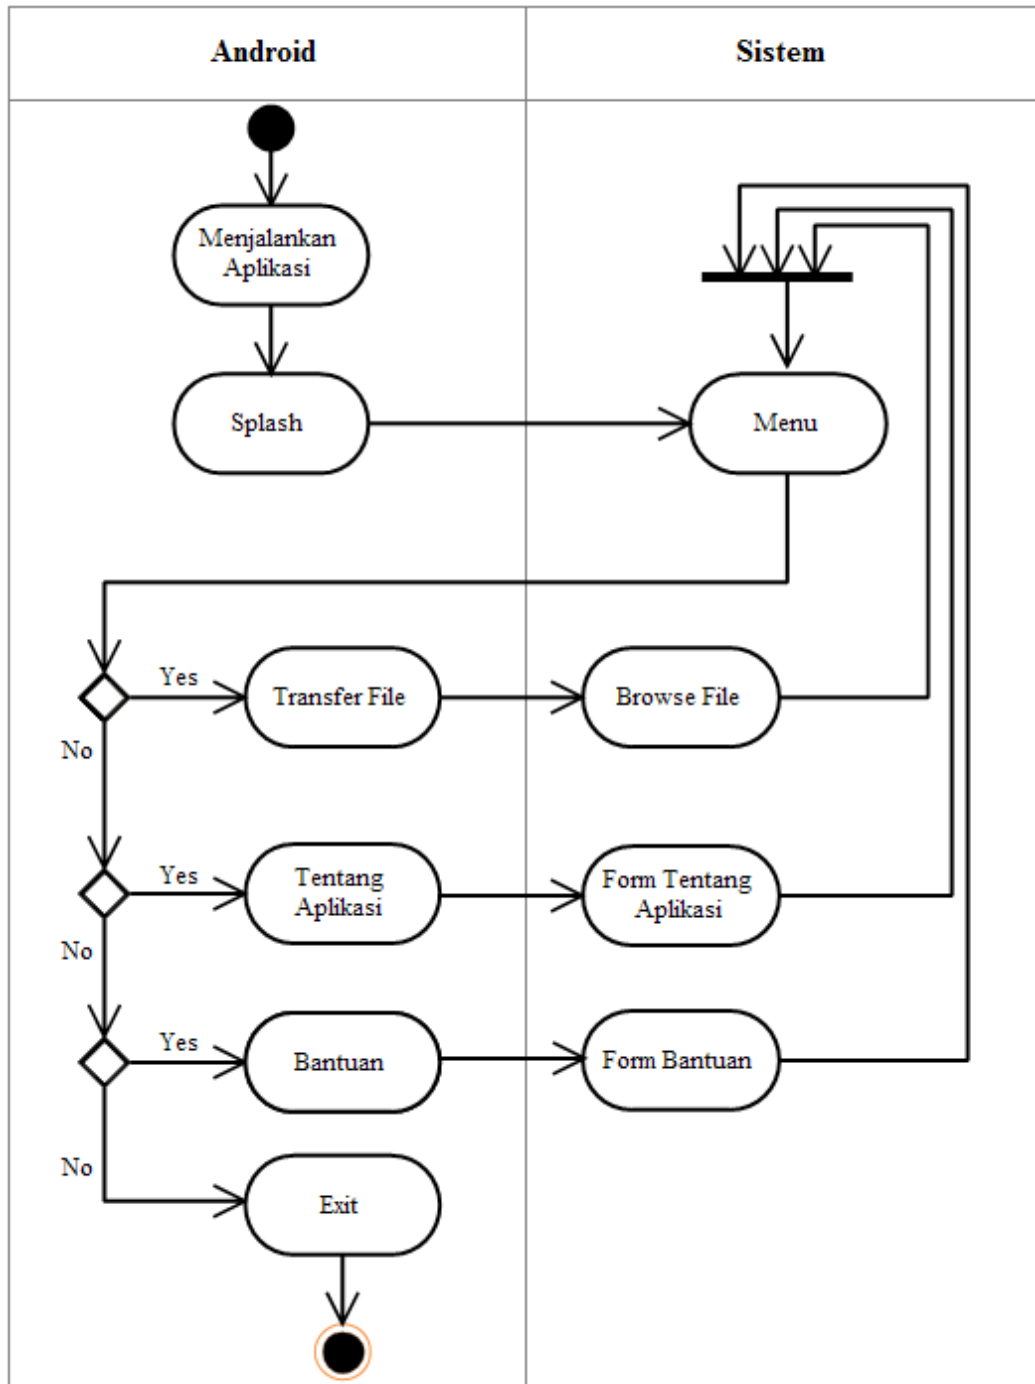 Android
Sistem
Menjalankan
Aplikasi
Splash
Menu
Yes
Transfer File
Browse File
No
Yes
Tentang
Aplikasi
Form Tentang
Aplikasi
No
Yes
Bantuan
Form Bantuan
No
Exit